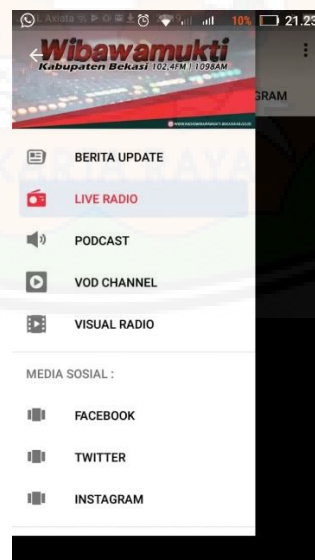 10% 21.23
Wibawamukti
Kabupaten Bekasi 102,4FM | 1098AM
GRAM
BERITA UPDATE
LIVE RADIO
PODCAST
VOD CHANNEL
VISUAL RADIO
MEDIA SOSIAL :
FACEBOOK
TWITTER
INSTAGRAM